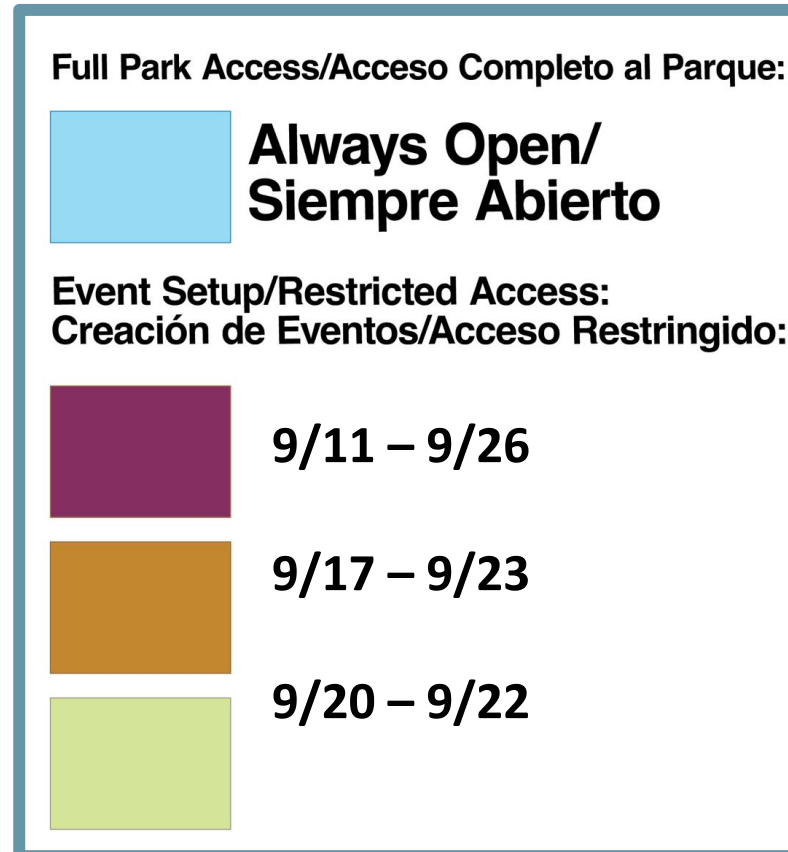 Full Park Access/Acceso Completo al Parque:
Always Open/
Siempre Abierto
Event Setup/Restricted Access:
Creación de Eventos/Acceso Restringido:
9/11 – 9/26
9/17 – 9/23
9/20 – 9/22